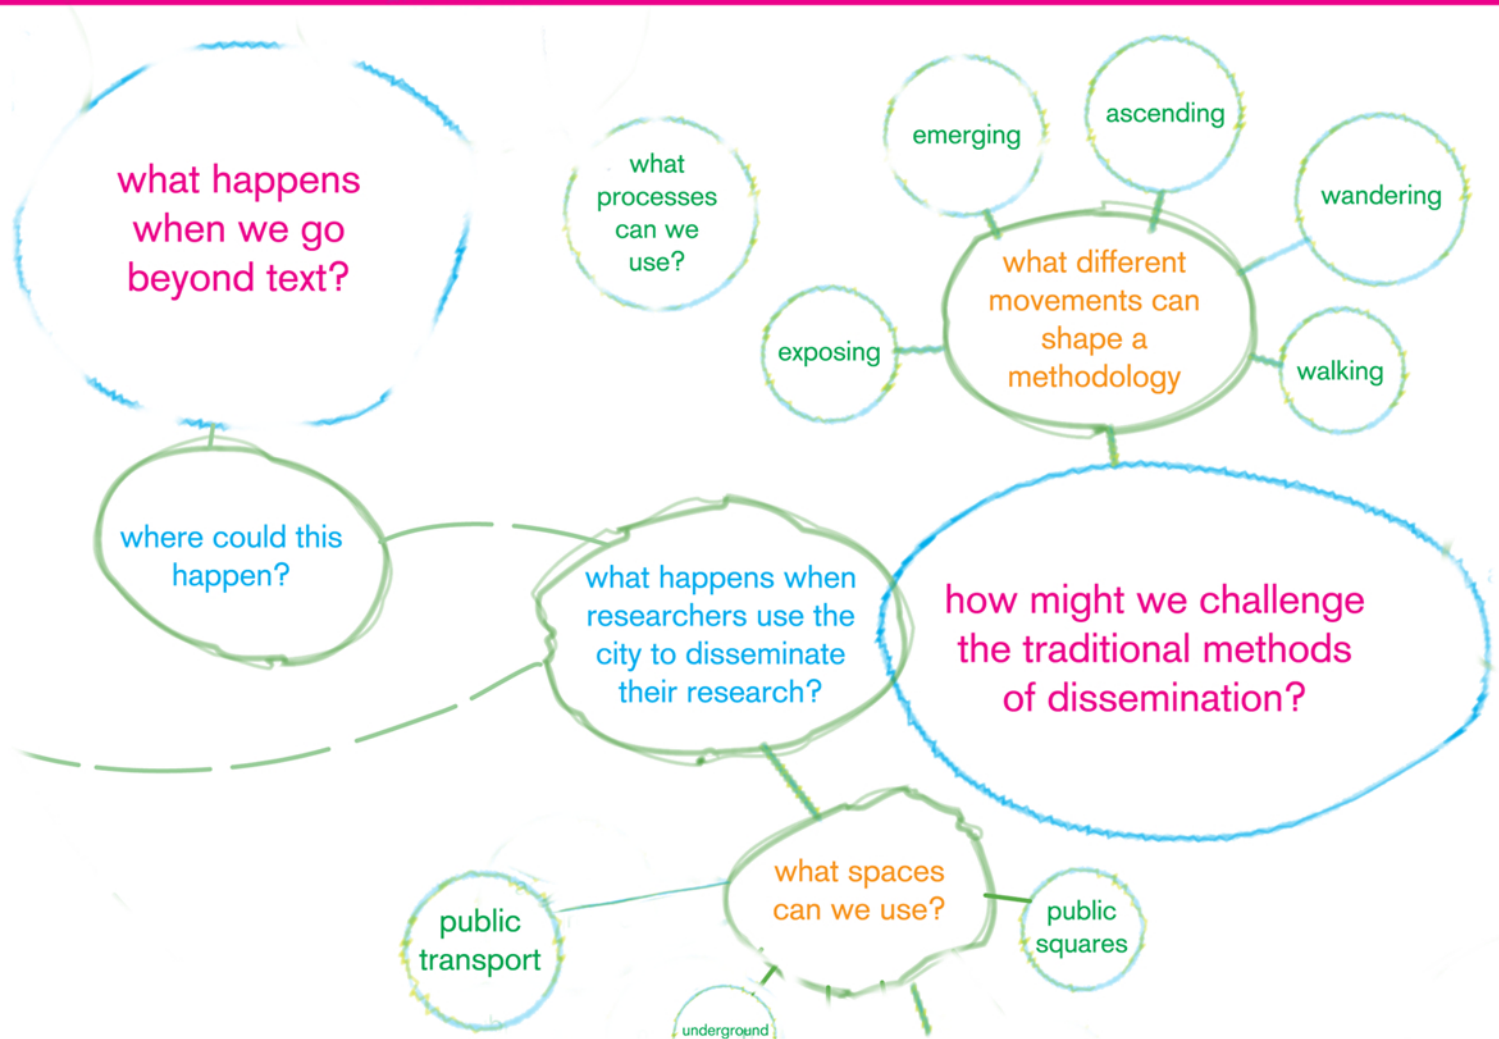 what happens
when we go
beyond text?
what
processes
can we
use?
emerging
ascending
wandering
exposing
what different
movements can
shape a
methodology
walking
where could this
happen?
what happens when
researchers use the
city to disseminate
their research?
how might we challenge
the traditional methods
of dissemination?
what spaces
can we use?
public
transport
public
squares
underground